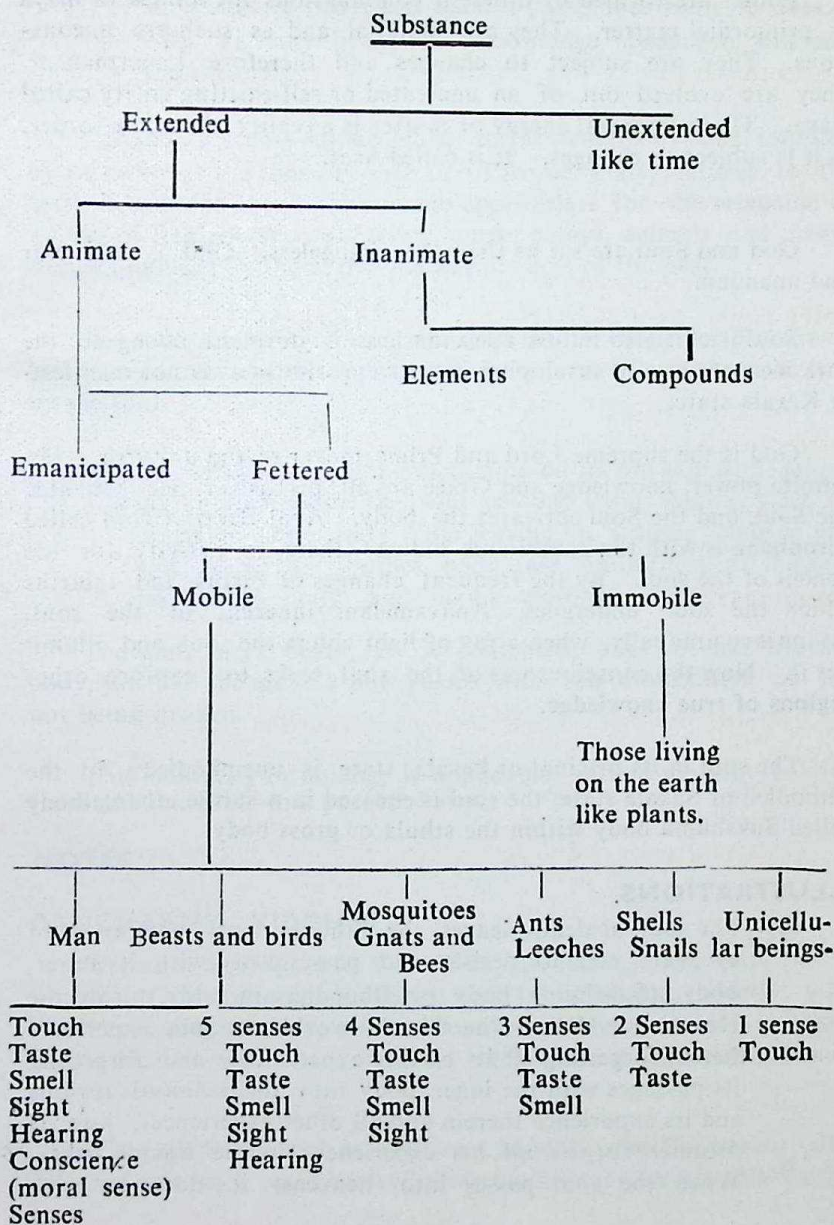 Substance
Extended
Unextended
like time
Animate
Inanimate
Elements
Compounds
Emanicipated
Fettered
Mobile
Immobile
Those living
on the earth
like plants.
Man
Beasts and birds
Mosquitoes
Gnats and
Bees
Ants
Leeches
Shells
Snails
Unicellu-
lar beings-
Touch
Taste
Smell
Sight
Hearing
Conscience
(moral sense)
Senses
5 senses
Touch
Taste
Smell
Sight
Hearing
4 Senses
Touch
Taste
Smell
Sight
3 Senses
Touch
Taste
Smell
2 Senses
Touch
Taste
1 sense
Touch